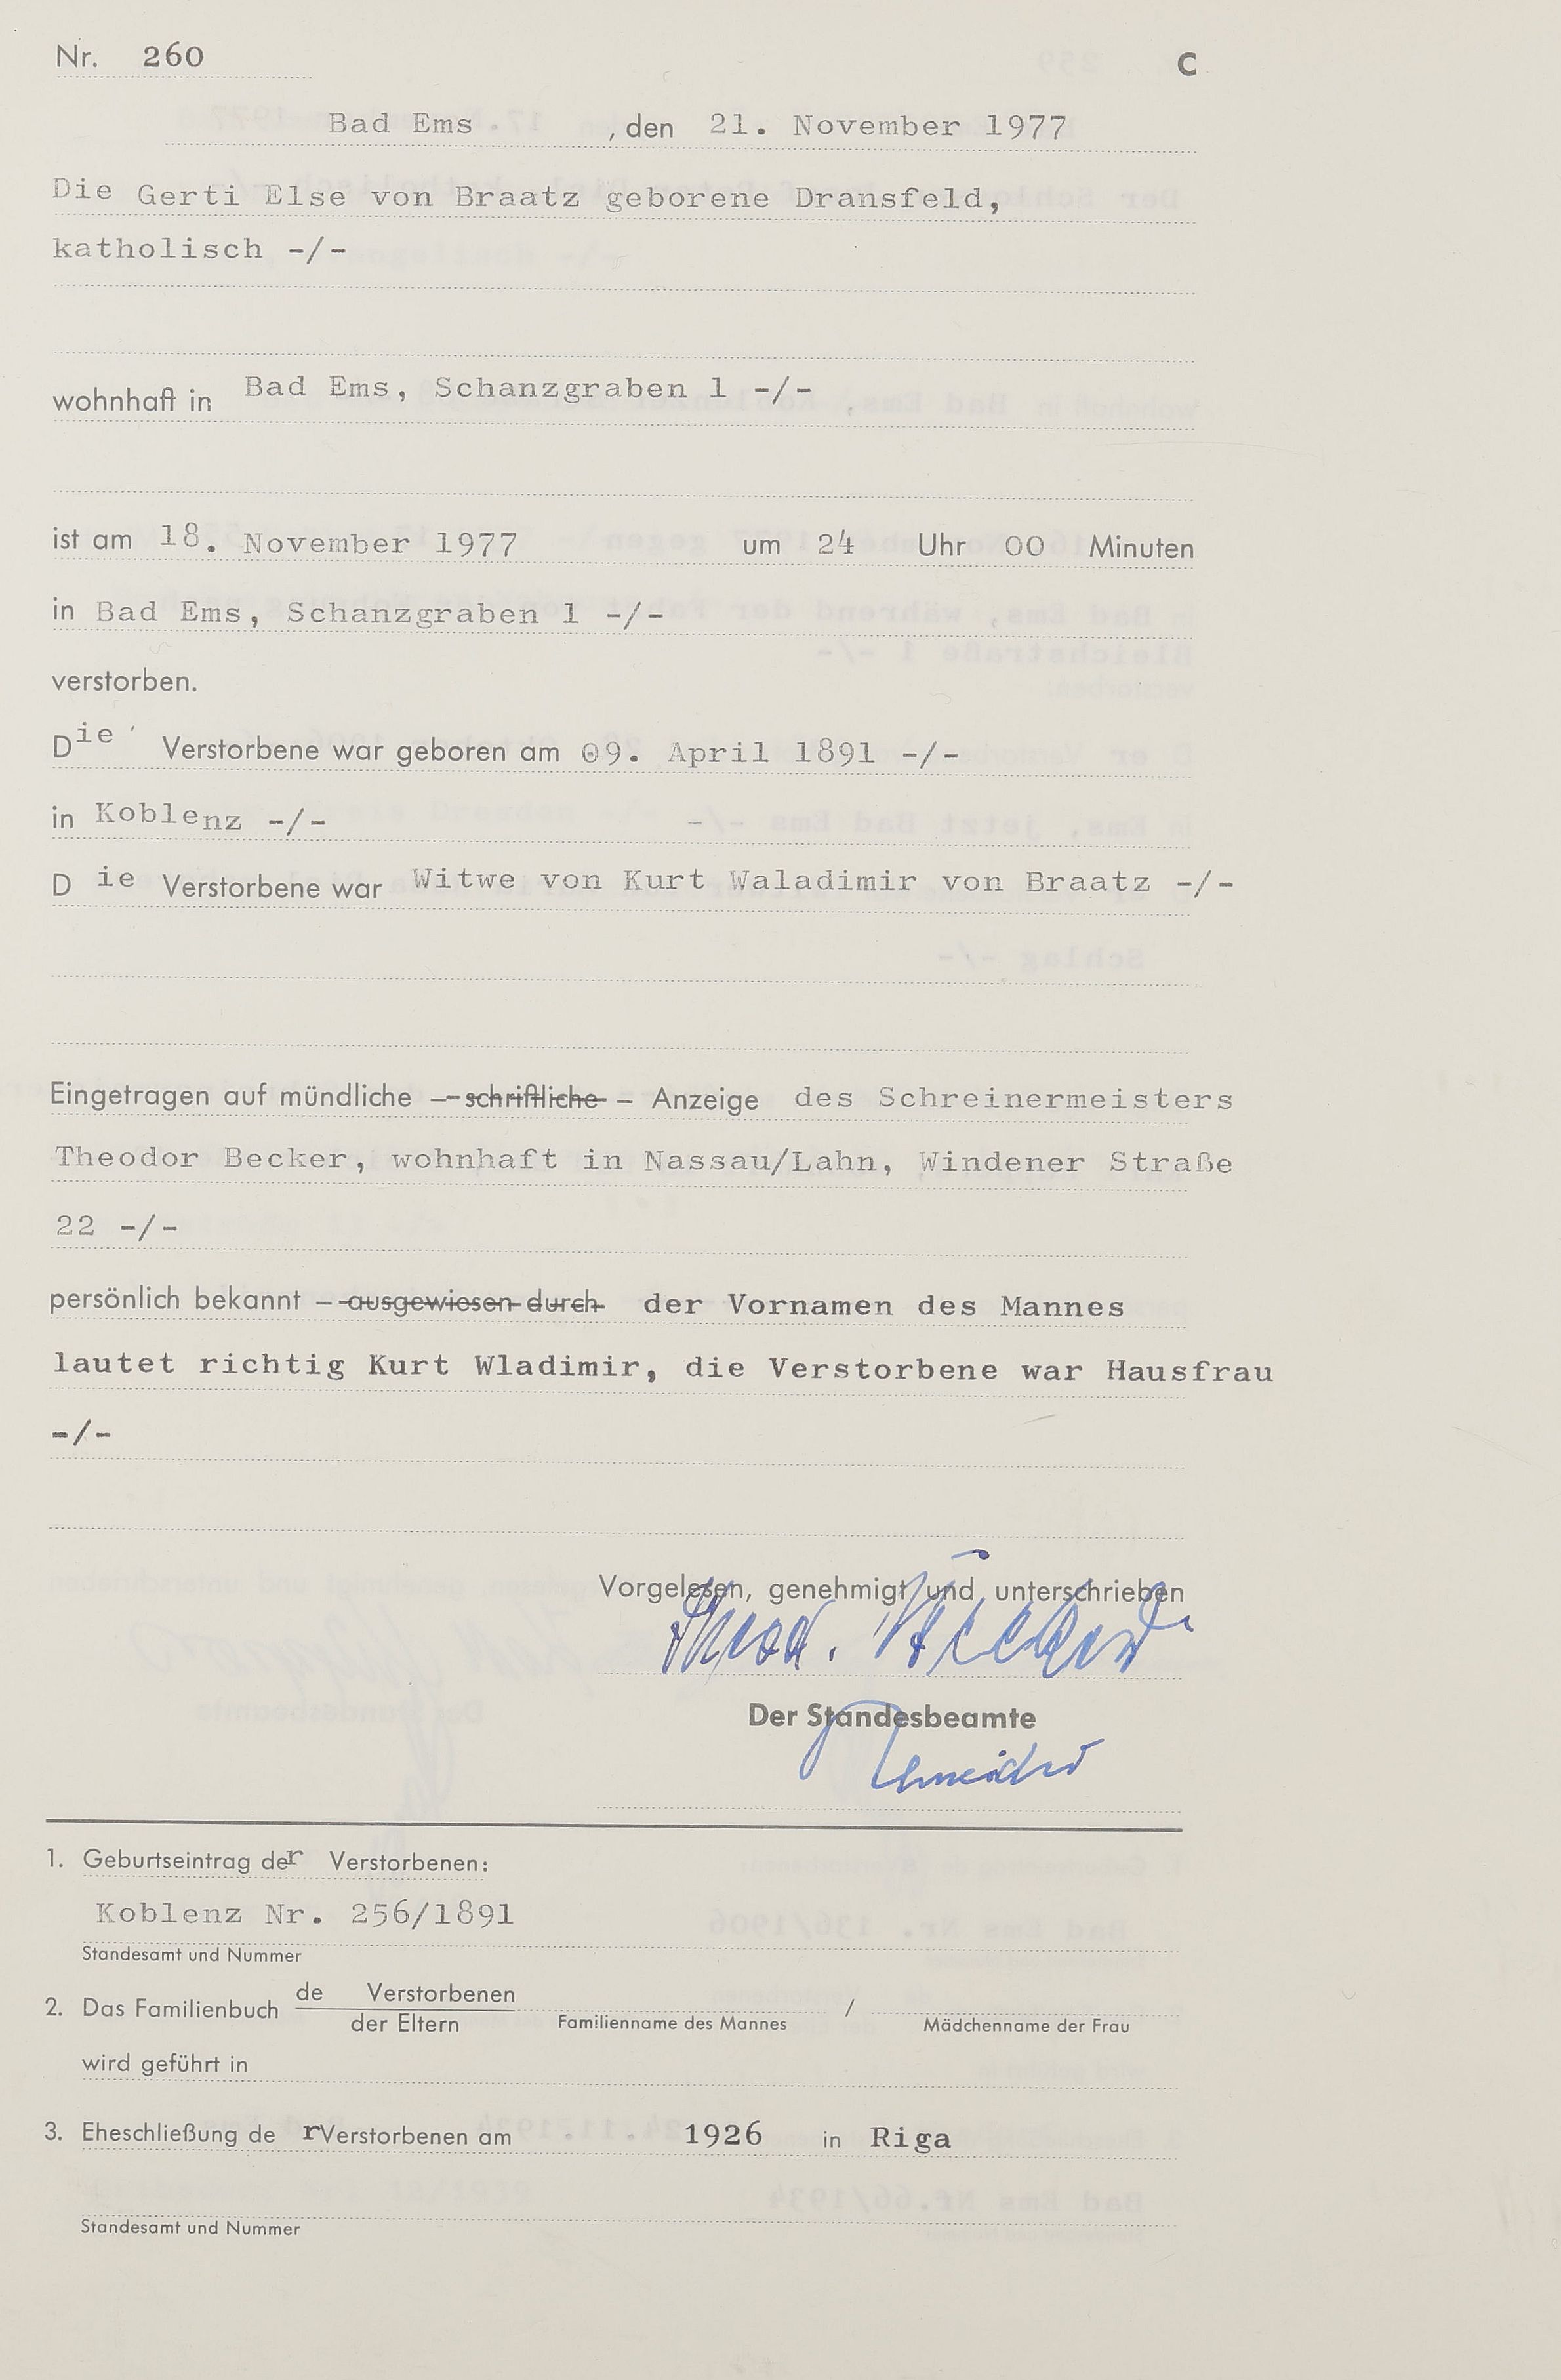 Nr. 260 C
Bad Ems , den 21. November 1977
Die Gerti Else von Braatz geborene Dransfeld,
katholisch -/-
wohnhaft in Bad Ems, Schanzgraben 1 -/-
ist am 18. November 1977 um 24 Uhr 00 Minuten
in Bad Ems, Schanzgraben 1 -/-
verstorben.
Die Verstorbene war geboren am 09. April 1891 -/-
in Koblenz -/-
Die Verstorbene war Witwe von Kurt Waladimir von Braatz -/-
Eingetragen auf mündliche – schriftliche – Anzeige des Schreinermeisters
Theodor Becker, wohnhaft in Nassau/Lahn, Windener Straße
22 -/-
persönlich bekannt – ausgewiesen durch der Vornamen des Mannes
lautet richtig Kurt Wladimir, die Verstorbene war Hausfrau
-/-
Vorgelesen, genehmigt und unterschrieben
Theod. Becker
Der Standesbeamte
1. Geburtseintrag der Verstorbenen:
Koblenz Nr. 256/1891
Standesamt und Nummer
de Verstorbenen
2. Das Familienbuch /
der Eltern Familienname des Mannes Mädchenname der Frau
wird geführt in
3. Eheschließung de rVerstorbenen am 1926 in Riga
Standesamt und Nummer